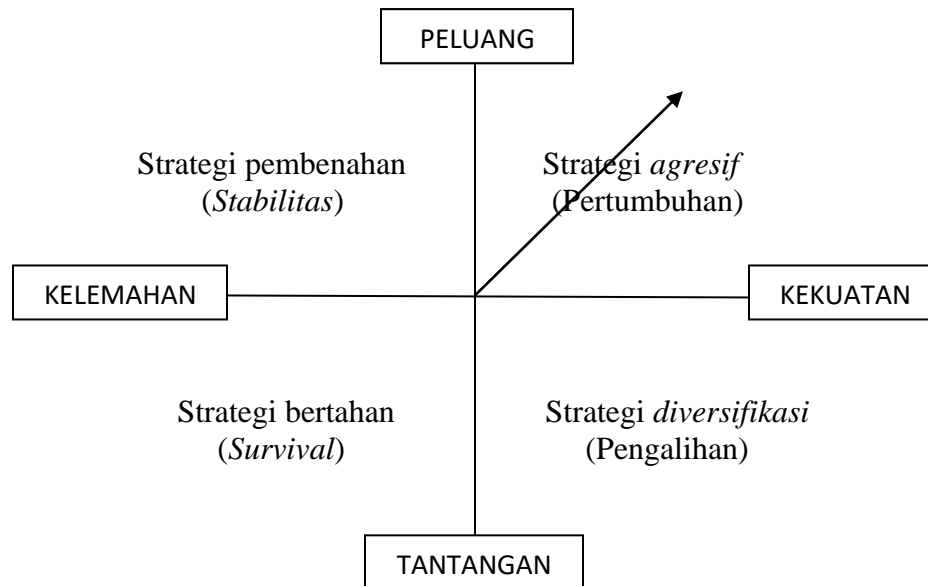 PELUANG
Strategi pembenahan
(Stabilitas)
Strategi agresif
(Pertumbuhan)
KELEMAHAN
KEKUATAN
Strategi bertahan
(Survival)
Strategi diversifikasi
(Pengalihan)
TANTANGAN